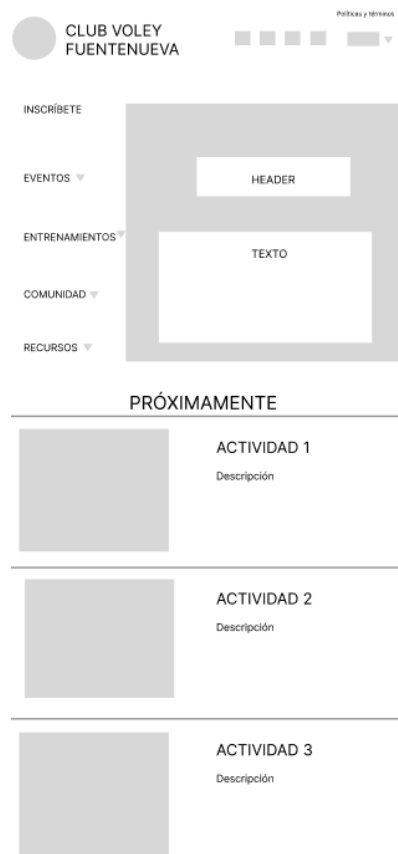 Políticas y términos
CLUB VOLEY
FUENTENUEVA
INSCRÍBETE
EVENTOS
ENTRENAMIENTOS
COMUNIDAD
RECURSOS
HEADER
TEXTO
PRÓXIMAMENTE
ACTIVIDAD 1
Descripción
ACTIVIDAD 2
Descripción
ACTIVIDAD 3
Descripción